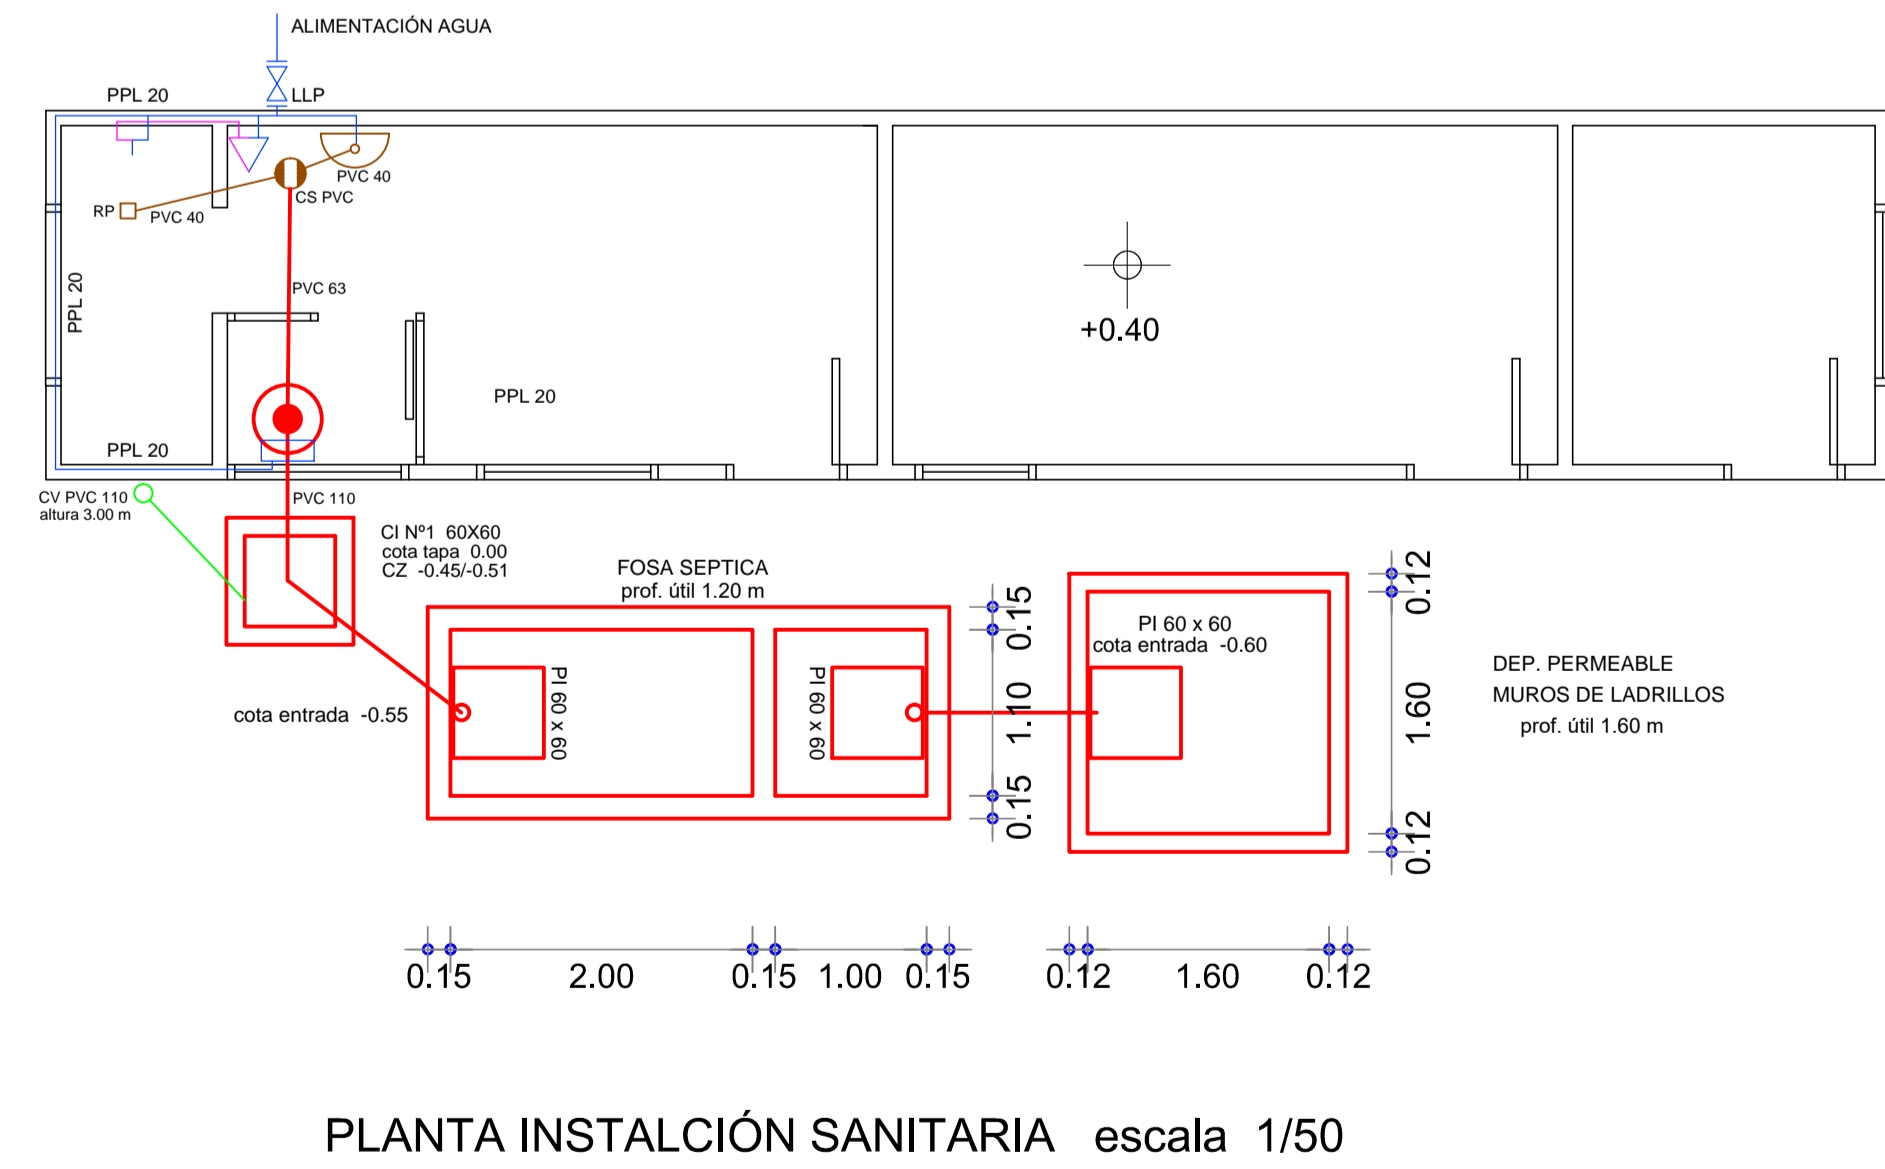 ALIMENTACIÓN AGUA
PPL 20
LLP
PVC 40
CS PVC
RP
PVC 40
PPL 20
PVC 63
+0.40
PPL 20
PPL 20
CV PVC 110
altura 3.00 m
PVC 110
CI Nº1 60X60
cota tapa 0.00
CZ -0.45/-0.51
FOSA SEPTICA
prof. útil 1.20 m
cota entrada -0.55
PI 60 x 60
PI 60 x 60
0.15
1.10
0.15
PI 60 x 60
cota entrada -0.60
0.12
1.60
0.12
DEP. PERMEABLE
MUROS DE LADRILLOS
prof. útil 1.60 m
0.15 2.00 0.15 1.00 0.15 0.12 1.60 0.12
PLANTA INSTALCIÓN SANITARIA escala 1/50